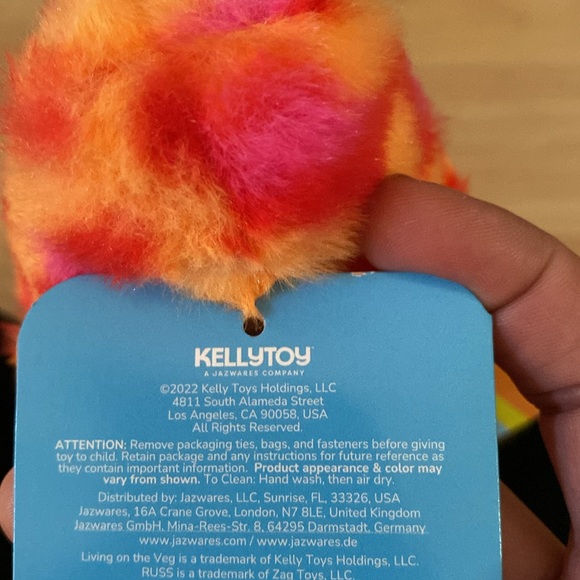 KELLYTOY
A JAZWARES COMPANY
©2022 Kelly Toys Holdings, LLC
4811 South Alameda Street
Los Angeles, CA 90058, USA
All Rights Reserved.
ATTENTION: Remove packaging ties, bags, and fasteners before giving
toy to child. Retain package and any instructions for future reference as
they contain important information. Product appearance & color may
vary from shown. To Clean: Hand wash, then air dry.
Distributed by: Jazwares, LLC, Sunrise, FL, 33326, USA
Jazwares, 16A Crane Grove, London, N7 8LE, United Kingdom
Jazwares GmbH, Mina-Rees-Str. 8, 64295 Darmstadt, Germany
www.jazwares.com / www.jazwares.de
Living on the Veg is a trademark of Kelly Toys Holdings, LLC.
RUSS is a trademark of Zag Toys, LLC.